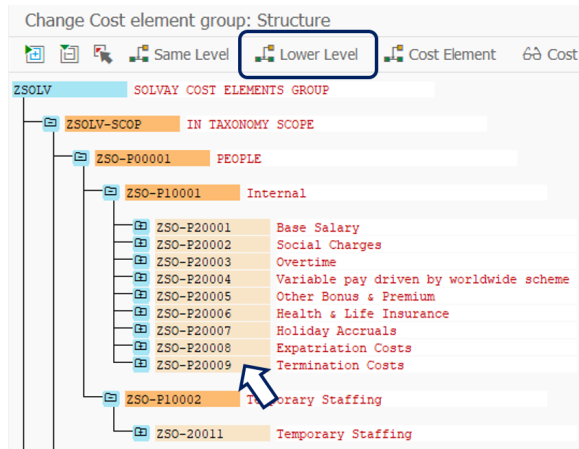 Change Cost element group: Structure
Same Level Lower Level Cost Element Cost
ZSOLV SOLVAY COST ELEMENTS GROUP
ZSOLV-SCOP IN TAXONOMY SCOPE
ZSO-P00001 PEOPLE
ZSO-P10001 Internal
ZSO-P20001 Base Salary
ZSO-P20002 Social Charges
ZSO-P20003 Overtime
ZSO-P20004 Variable pay driven by worldwide scheme
ZSO-P20005 Other Bonus & Premium
ZSO-P20006 Health & Life Insurance
ZSO-P20007 Holiday Accruals
ZSO-P20008 Expatriation Costs
ZSO-P20009 Termination Costs
ZSO-P10002 Staffing
ZSO-20011 Temporary Staffing